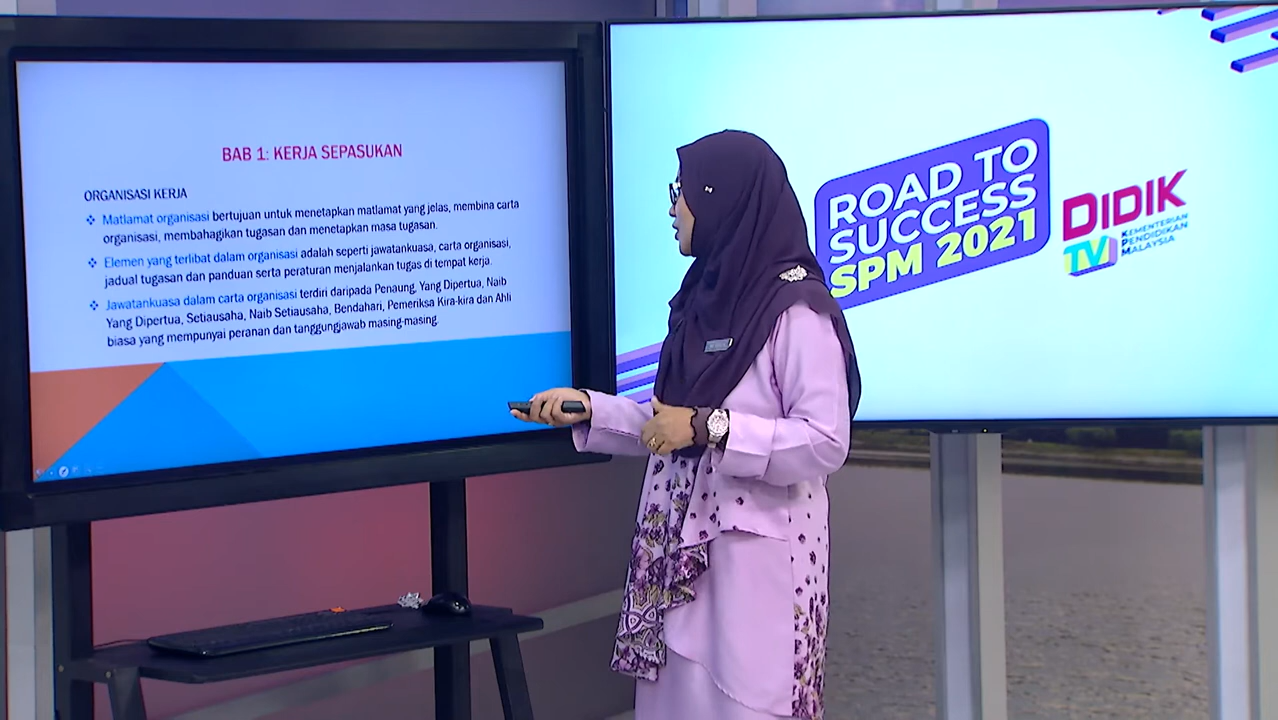 BAB 1: KERJA SEPASUKAN
ORGANISASI KERJA
Matlamat organisasi bertujuan untuk menetapkan matlamat yang jelas, membina carta
organisasi, membahagikan tugasan dan menetapkan masa tugasan.
Elemen yang terlibat dalam organisasi adalah seperti jawatankuasa, carta organisasi,
jadual tugasan dan panduan serta peraturan menjalankan tugas di tempat kerja.
Jawatankuasa dalam carta organisasi terdiri daripada Penaung, Yang Dipertua, Naib
Yang Dipertua, Setiausaha, Naib Setiausaha, Bendahari, Pemeriksa Kira-kira dan Ahli
biasa yang mempunyai peranan dan tanggungjawab masing-masing.
ROAD TO
SUCCESS
SPM 2021
DIDIK
TV
KEMENTERIAN
PENDIDIKAN
MALAYSIA